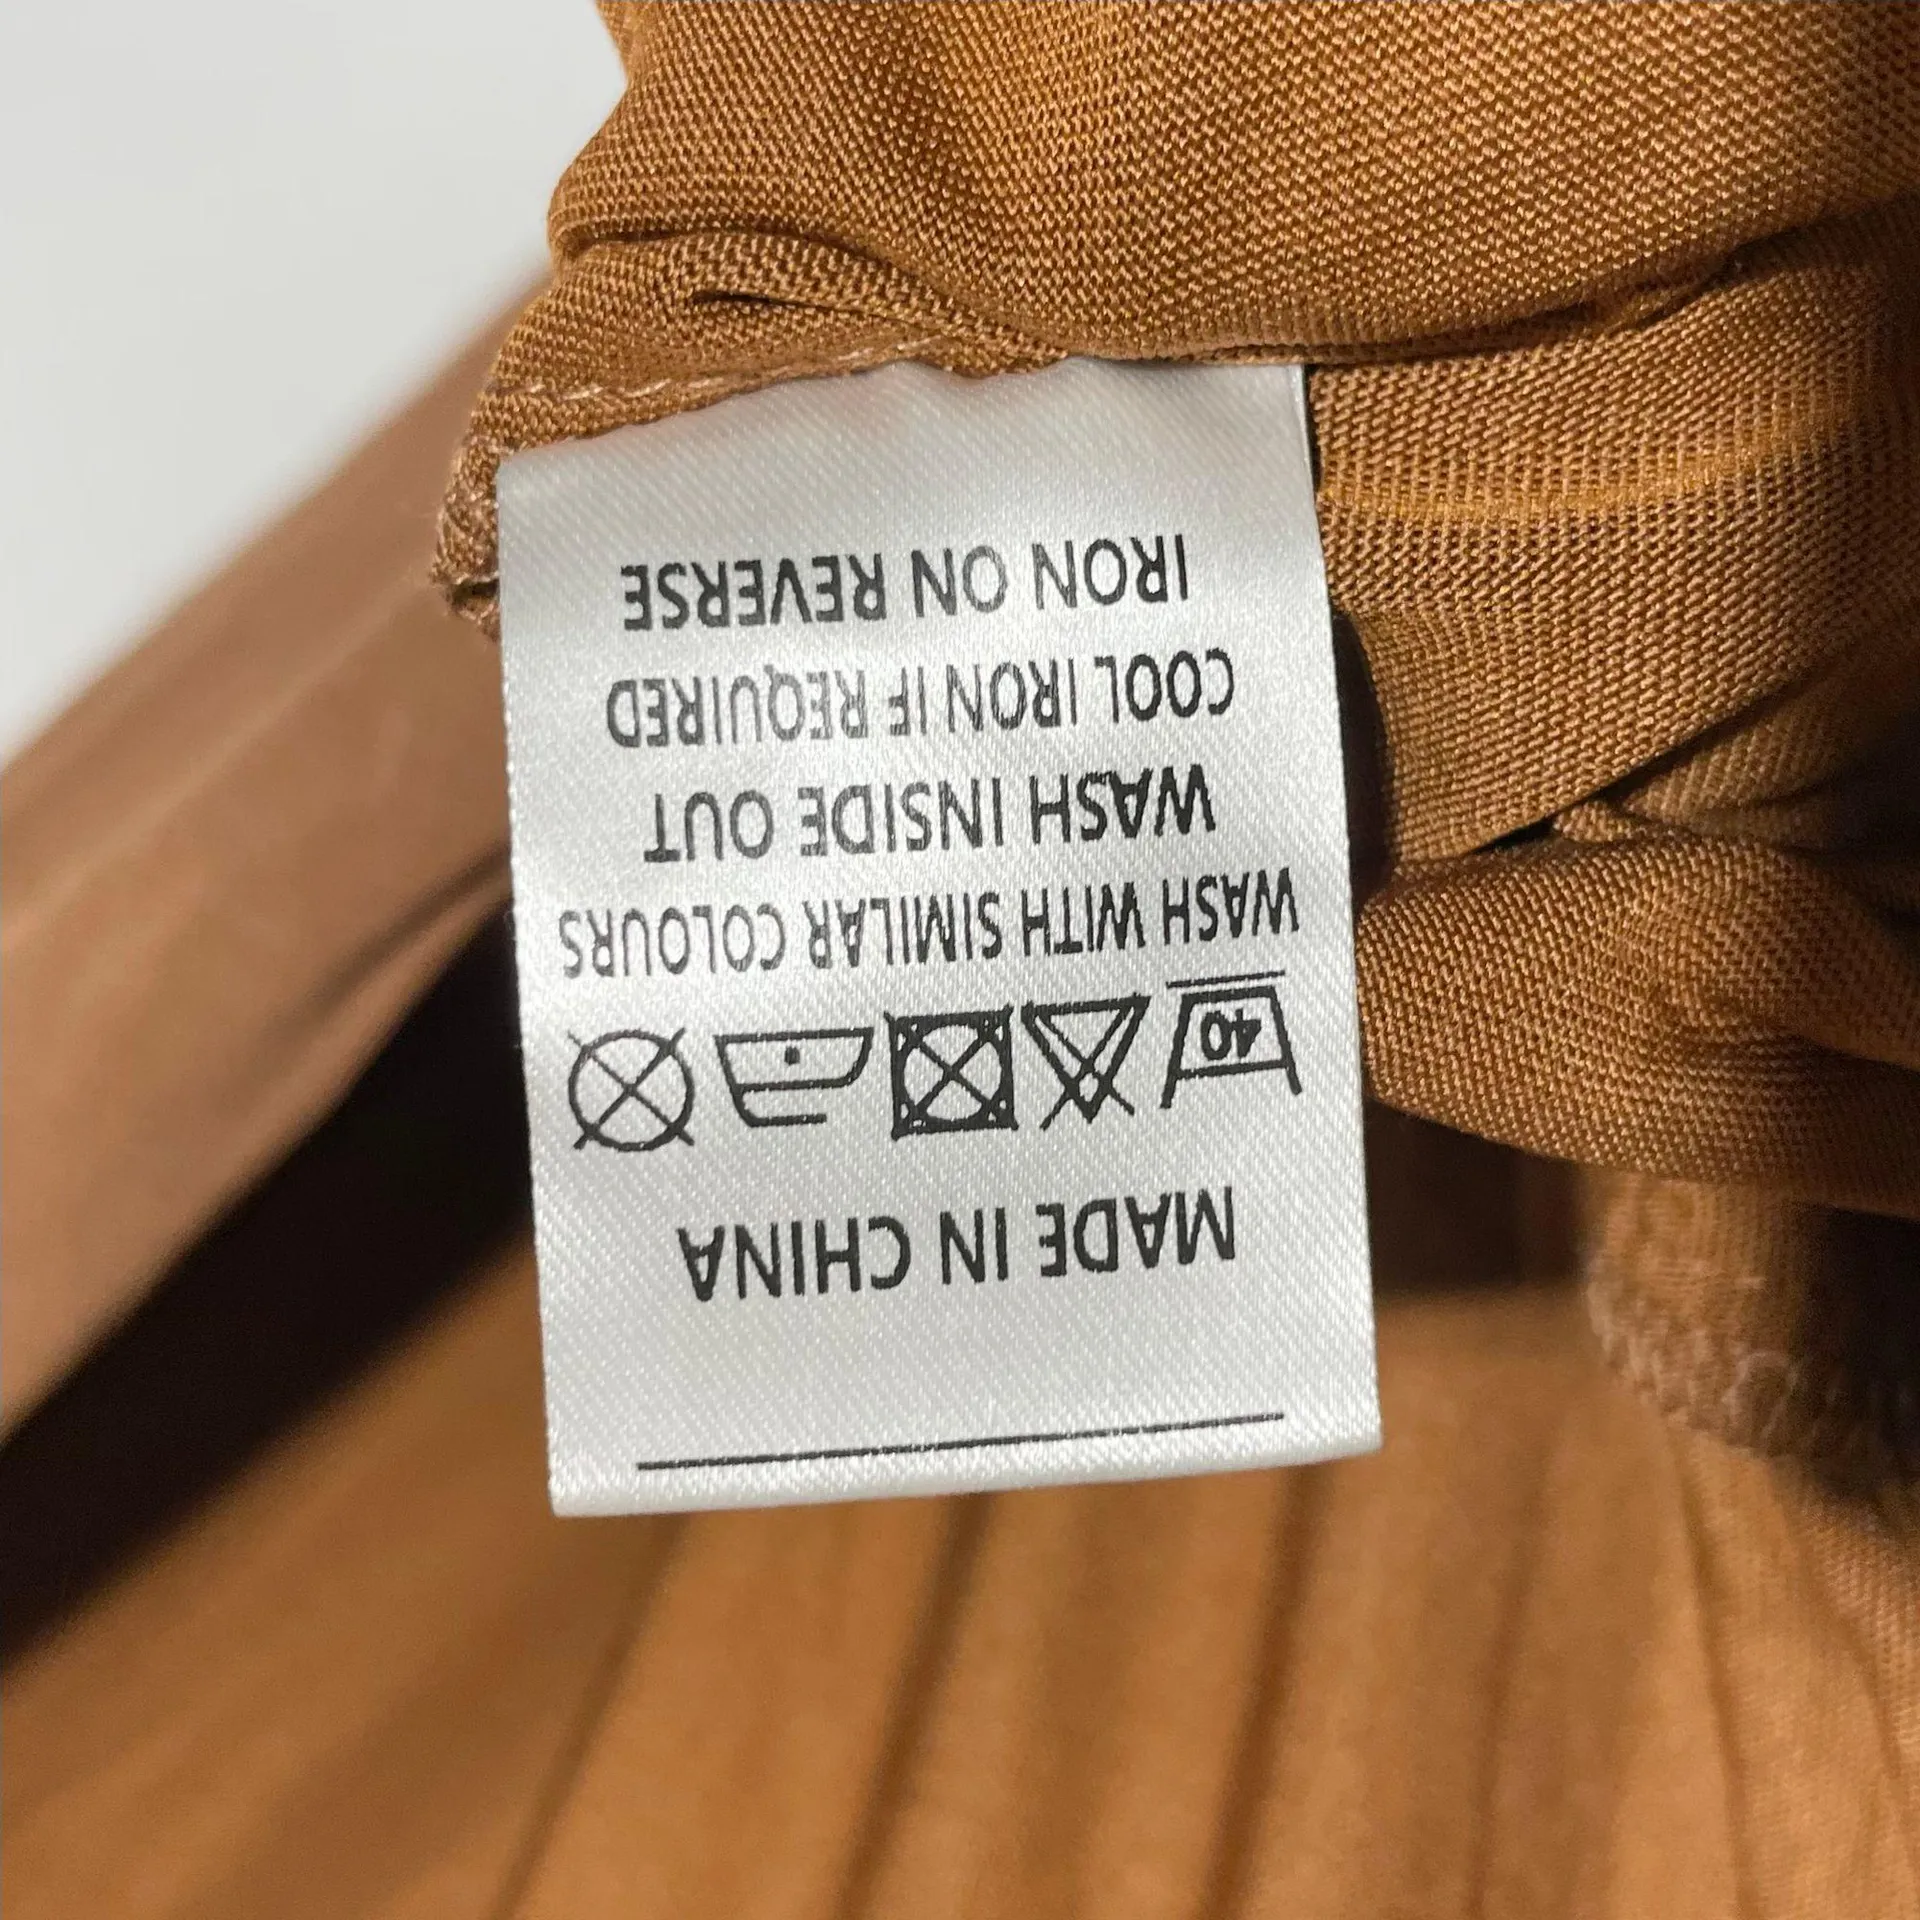 IRON ON REVERSE
COOL IRON IF REQUIRED
WASH INSIDE OUT
WASH WITH SIMILAR COLOURS
40
MADE IN CHINA